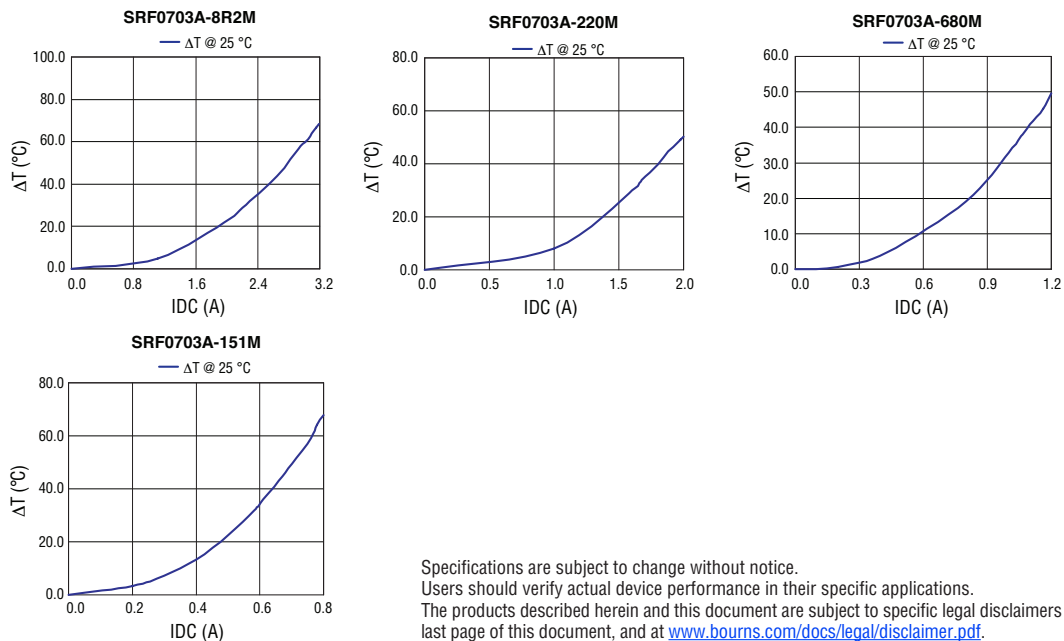 SRF0703A-8R2M
ΔT @ 25 °C
100.0
80.0
60.0
40.0
20.0
0.0
ΔT (°C)
0.0 0.8 1.6 2.4 3.2
IDC (A)
SRF0703A-220M
ΔT @ 25 °C
80.0
60.0
40.0
20.0
0.0
ΔT (°C)
0.0 0.5 1.0 1.5 2.0
IDC (A)
SRF0703A-680M
ΔT @ 25 °C
60.0
50.0
40.0
30.0
20.0
10.0
0.0
ΔT (°C)
0.0 0.3 0.6 0.9 1.2
IDC (A)
SRF0703A-151M
ΔT @ 25 °C
80.0
60.0
40.0
20.0
0.0
ΔT (°C)
0.0 0.2 0.4 0.6 0.8
IDC (A)
Specifications are subject to change without notice.
Users should verify actual device performance in their specific applications.
The products described herein and this document are subject to specific legal disclaimers
last page of this document, and at www.bourns.com/docs/legal/disclaimer.pdf.